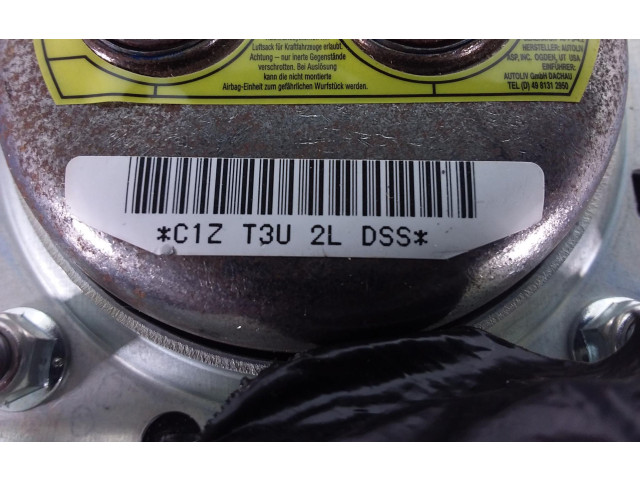 Luftsack für Kraftfahrzeuge erlaubt.
Achtung – nur inerte Gegenstände
verschrotten. Bei Auslösung
kann die nicht montierte
Airbag-Einheit zum gefährlichen Wurfstück werden.
HERSTELLER: AUTOLIV
ASP, INC. OGDEN, UT USA
EINFÜHRER:
AUTOLIV GmbH DACHAU
TEL (D) 49 8131 2950
*C1Z T3U 2L DSS*